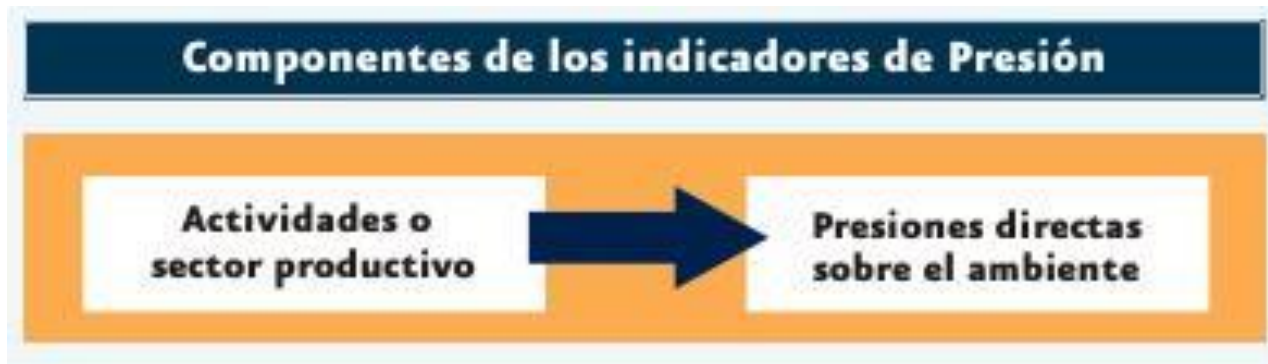 Componentes de los indicadores de Presión
Actividades o
sector productivo
Presiones directas
sobre el ambiente